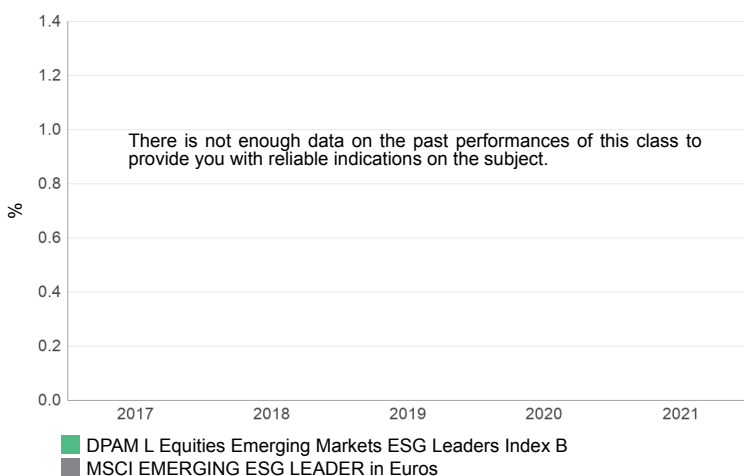 1.4
1.2
1.0
There is not enough data on the past performances of this class to
provide you with reliable indications on the subject.
0.8
%
0.6
0.4
0.2
0.0
2017 2018 2019 2020 2021
DPAM L Equities Emerging Markets ESG Leaders Index B
MSCI EMERGING ESG LEADER in Euros